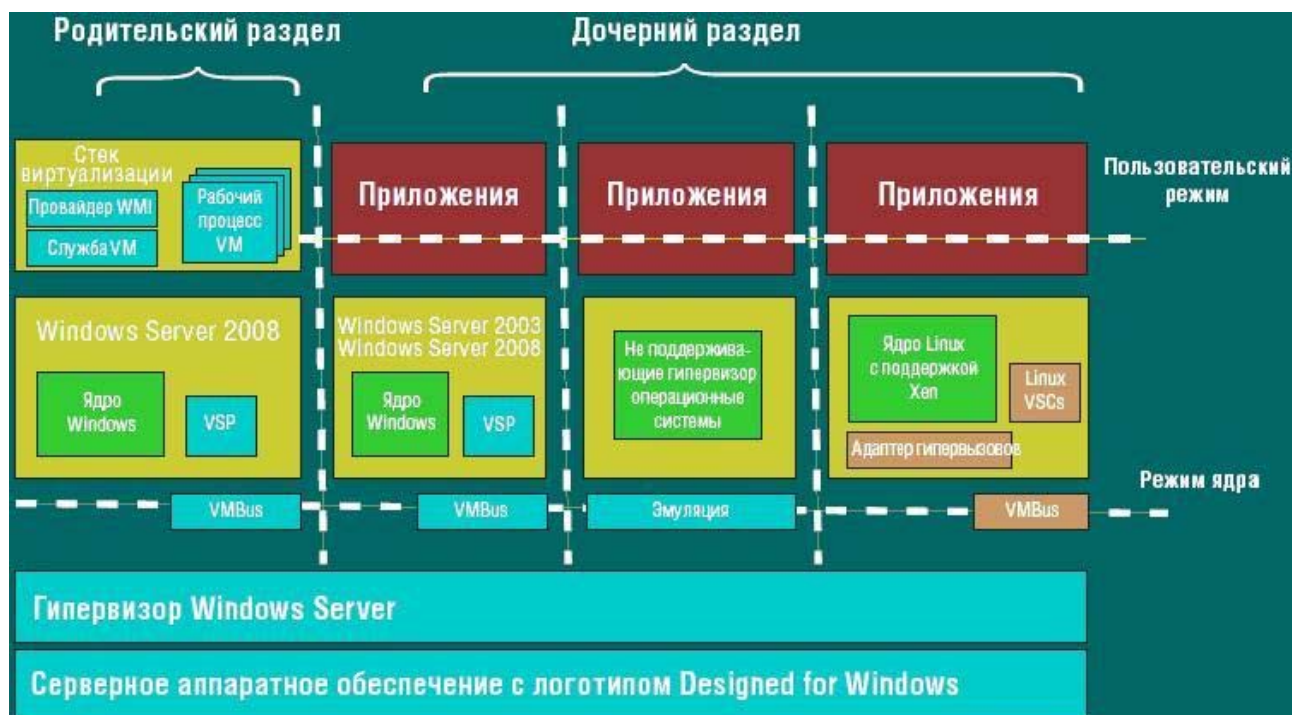 Родительский раздел
Дочерний раздел
Стек
виртуализации
Провайдер WMI
Служба VM
Рабочий
процесс
VM
Приложения
Приложения
Приложения
Пользовательский
режим
Windows Server 2008
Ядро
Windows
VSP
Windows Server 2003
Windows Server 2008
Ядро
Windows
VSP
Не поддержива-
ющие гипервизор
операционные
системы
Ядро Linux
с поддержкой
Xen
Linux
VSCs
Адаптер гипервызовов
Режим ядра
VMBus
VMBus
Эмуляция
VMBus
Гипервизор Windows Server
Серверное аппаратное обеспечение с логотипом Designed for Windows